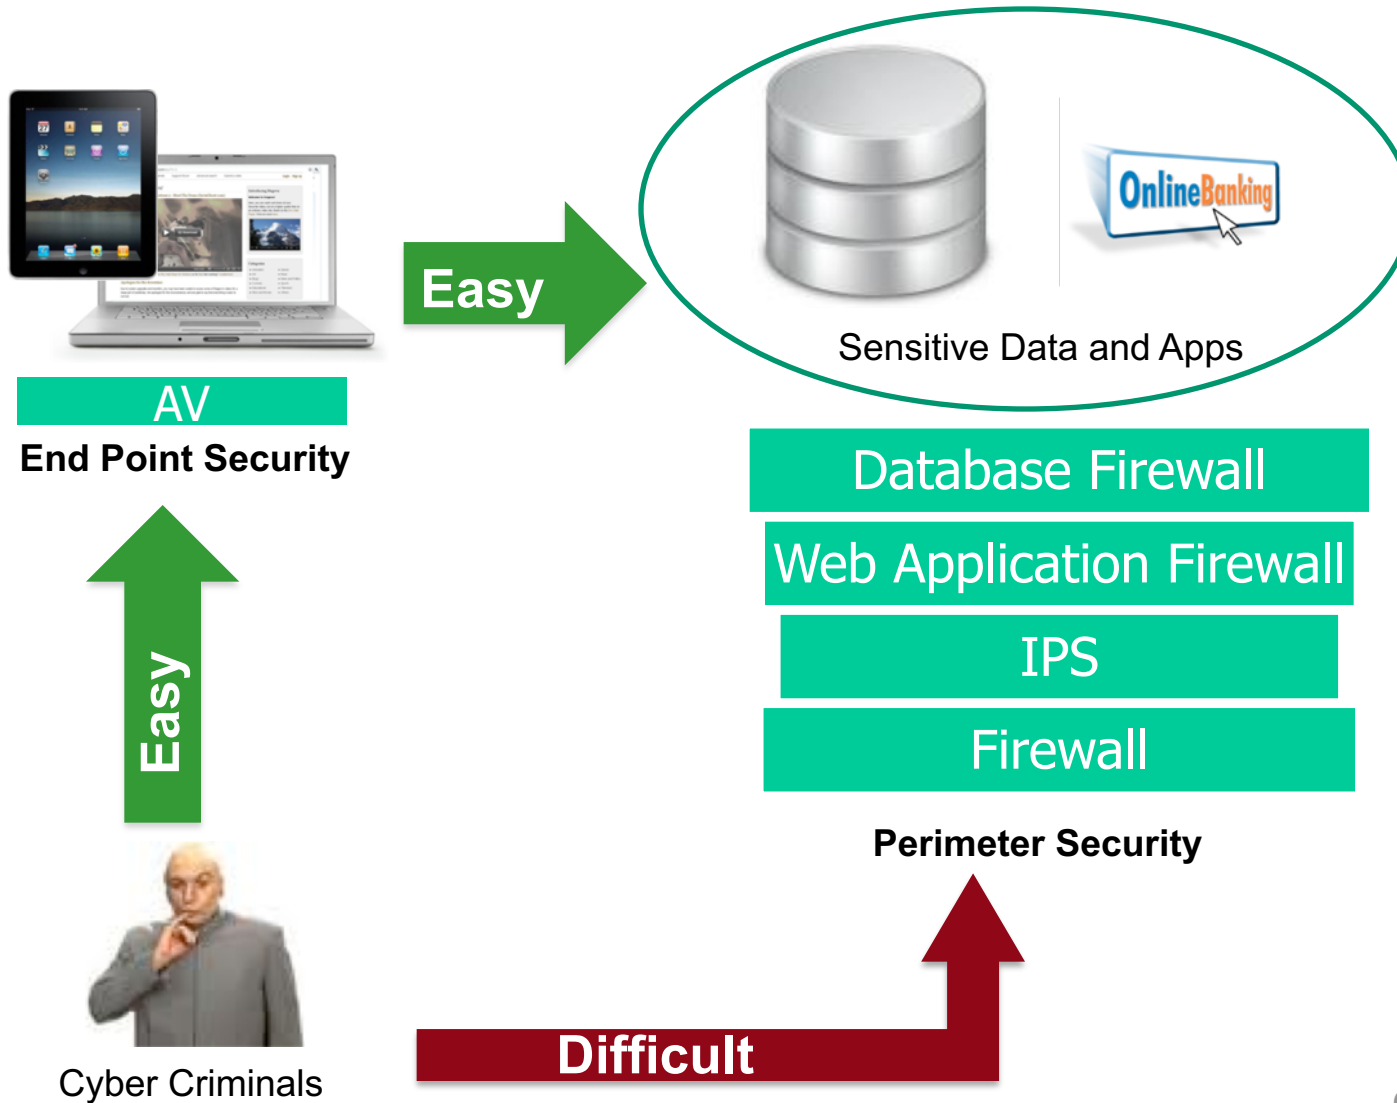 OnlineBanking
Easy
Sensitive Data and Apps
AV
End Point Security
Database Firewall
Web Application Firewall
IPS
Firewall
Perimeter Security
Easy
Difficult
Cyber Criminals